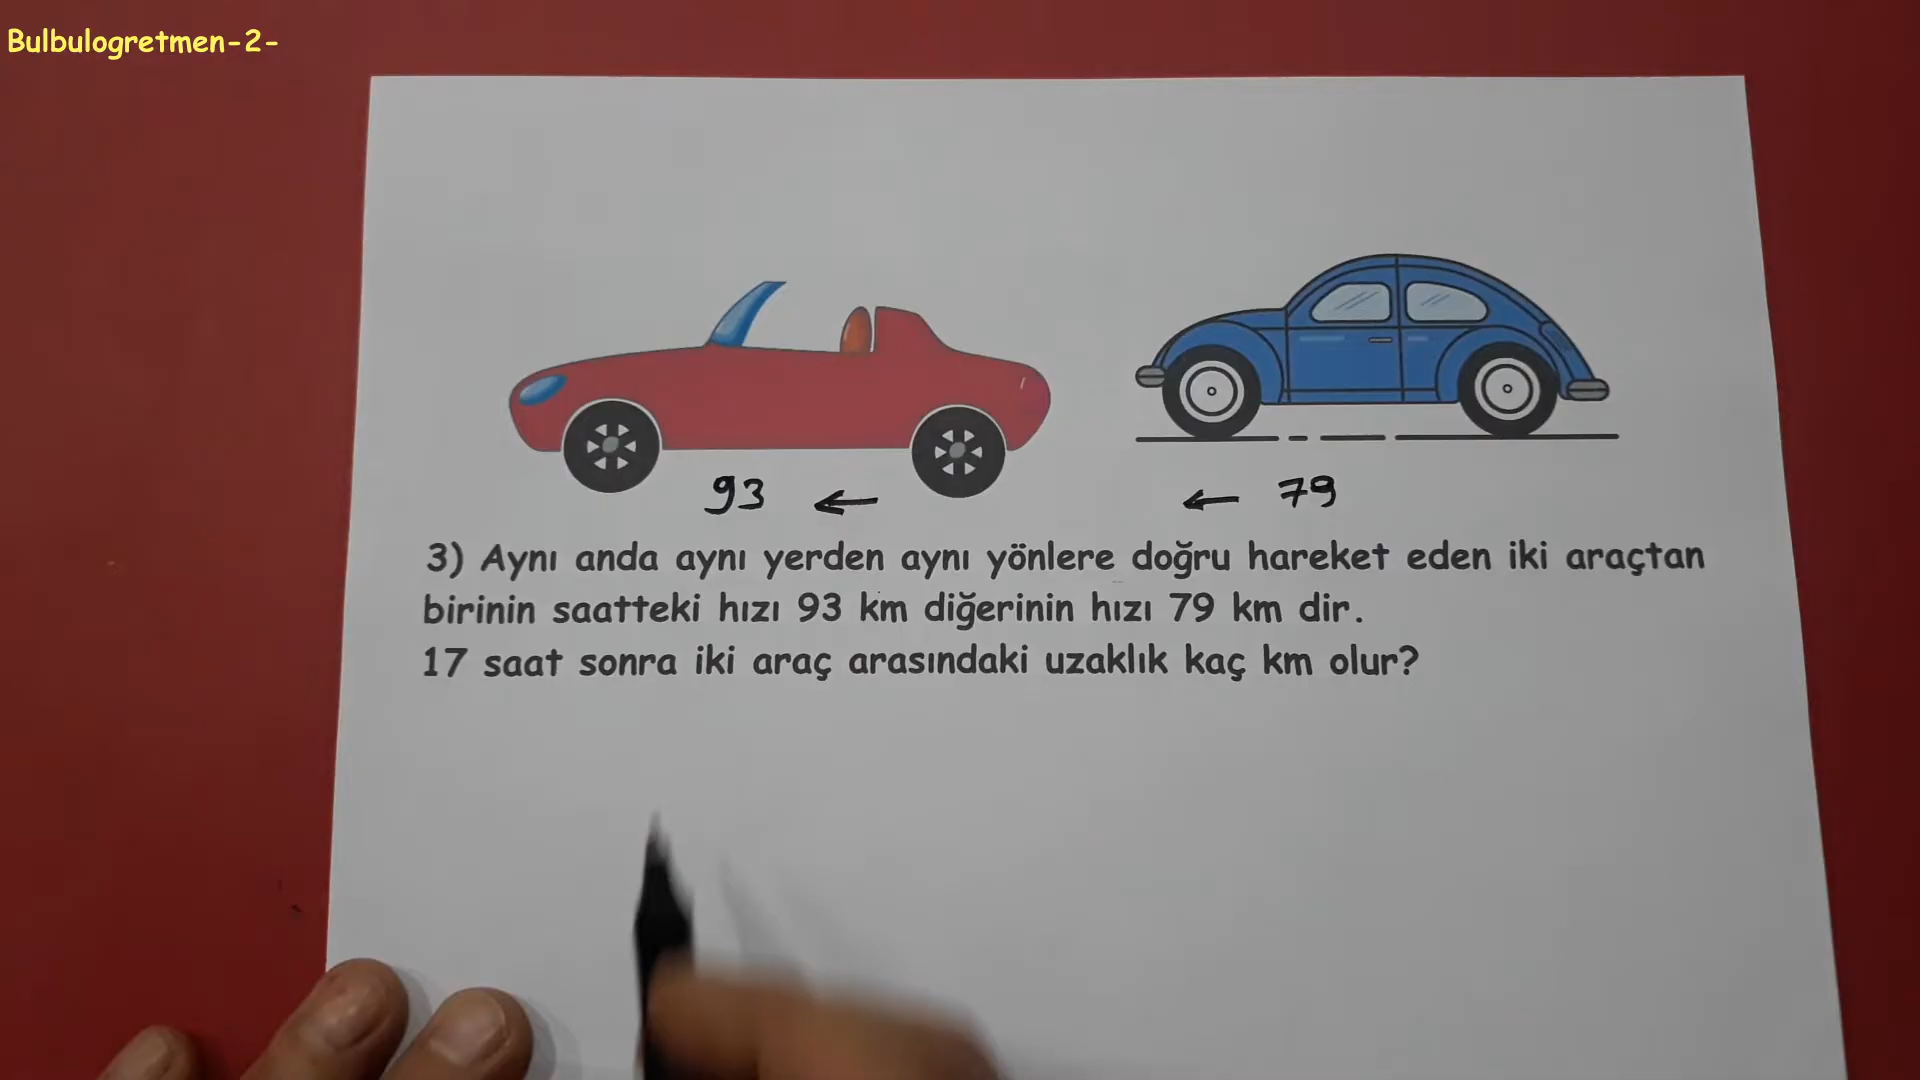 Bulbulogretmen-2-
93 ← ← 79
3) Aynı anda aynı yerden aynı yönlere doğru hareket eden iki araçtan
birinin saatteki hızı 93 km diğerinin hızı 79 km dir.
17 saat sonra iki araç arasındaki uzaklık kaç km olur?